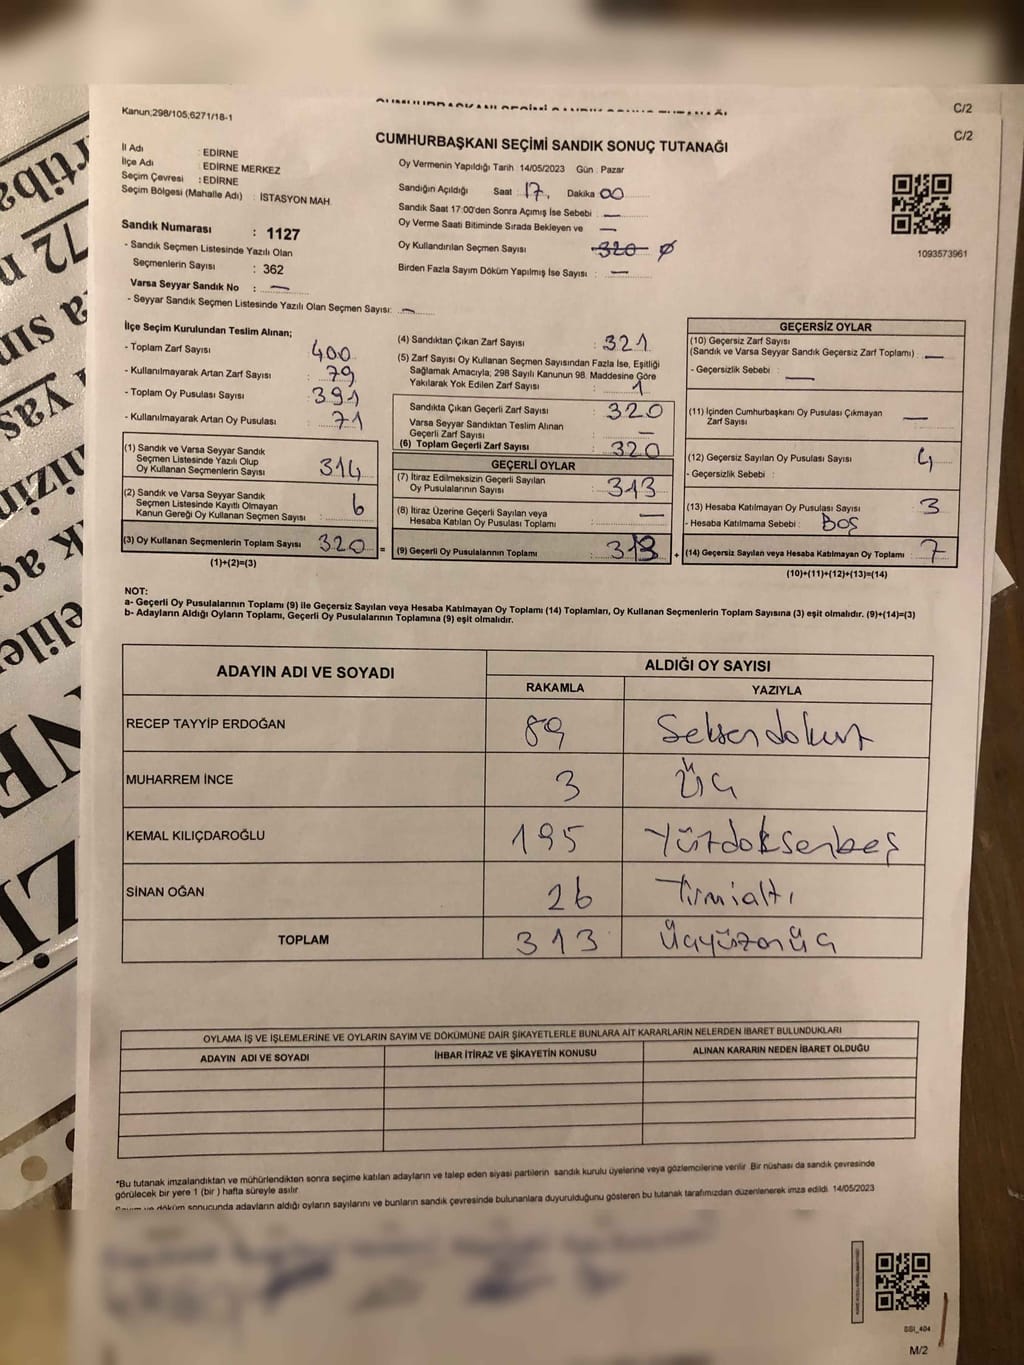 Kanun;298/105;6271/18-1
C/2
C/2
CUMHURBAŞKANI SEÇİMİ SANDIK SONUÇ TUTANAĞI
İl Adı : EDİRNE
İlçe Adı : EDİRNE MERKEZ
Seçim Çevresi : EDİRNE
Seçim Bölgesi (Mahalle Adı) : İSTASYON MAH.
Oy Vermenin Yapıldığı Tarih 14/05/2023 Gün : Pazar
Sandığın Açıldığı Saat 17. Dakika 00
Sandık Saat 17:00'den Sonra Açımış İse Sebebi : —
Oy Verme Saati Bitiminde Sırada Bekleyen ve —
Oy Kullandırılan Seçmen Sayısı 320
Birden Fazla Sayım Döküm Yapılmış İse Sayısı : —
1093573961
Sandık Numarası : 1127
- Sandık Seçmen Listesinde Yazılı Olan
Seçmenlerin Sayısı : 362
Varsa Seyyar Sandık No : —
- Seyyar Sandık Seçmen Listesinde Yazılı Olan Seçmen Sayısı: —
İlçe Seçim Kurulundan Teslim Alınan;
- Toplam Zarf Sayısı 400
- Kullanılmayarak Artan Zarf Sayısı : 79
- Toplam Oy Pusulası Sayısı : 391
- Kullanılmayarak Artan Oy Pusulası : 71
(1) Sandık ve Varsa Seyyar Sandık
Seçmen Listesinde Yazılı Olup
Oy Kullanan Seçmenlerin Sayısı : 314
(2) Sandık ve Varsa Seyyar Sandık
Seçmen Listesinde Kayıtlı Olmayan
Kanun Gereği Oy Kullanan Seçmen Sayısı : 6
(3) Oy Kullanan Seçmenlerin Toplam Sayısı 320 =
(1)+(2)=(3)
(4) Sandıktan Çıkan Zarf Sayısı : 321
(5) Zarf Sayısı Oy Kullanan Seçmen Sayısından Fazla İse, Eşitliği
Sağlamak Amacıyla; 298 Sayılı Kanunun 98. Maddesine Göre
Yakılarak Yok Edilen Zarf Sayısı : 1
Sandıkta Çıkan Geçerli Zarf Sayısı : 320
Varsa Seyyar Sandıktan Teslim Alınan
Geçerli Zarf Sayısı : —
(6) Toplam Geçerli Zarf Sayısı : 320
GEÇERLİ OYLAR
(7) İtiraz Edilmeksizin Geçerli Sayılan
Oy Pusulalarının Sayısı : 313
(8) İtiraz Üzerine Geçerli Sayılan veya
Hesaba Katılan Oy Pusulası Toplamı : —
(9) Geçerli Oy Pusulalarının Toplamı : 313 +
GEÇERSİZ OYLAR
(10) Geçersiz Zarf Sayısı
(Sandık ve Varsa Seyyar Sandık Geçersiz Zarf Toplamı) : —
- Geçersizlik Sebebi : —
(11) İçinden Cumhurbaşkanı Oy Pusulası Çıkmayan
Zarf Sayısı —
(12) Geçersiz Sayılan Oy Pusulası Sayısı : 4
- Geçersizlik Sebebi :
(13) Hesaba Katılmayan Oy Pusulası Sayısı : 3
- Hesaba Katılmama Sebebi : BOŞ
(14) Geçersiz Sayılan veya Hesaba Katılmayan Oy Toplamı : 7
(10)+(11)+(12)+(13)=(14)
NOT:
a- Geçerli Oy Pusulalarının Toplamı (9) ile Geçersiz Sayılan veya Hesaba Katılmayan Oy Toplamı (14) Toplamları, Oy Kullanan Seçmenlerin Toplam Sayısına (3) eşit olmalıdır. (9)+(14)=(3)
b- Adayların Aldığı Oyların Toplamı, Geçerli Oy Pusulalarının Toplamına (9) eşit olmalıdır.
ADAYIN ADI VE SOYADI ALDIĞI OY SAYISI
RAKAMLA YAZIYLA
RECEP TAYYİP ERDOĞAN 89 Seksendokuz
MUHARREM İNCE 3 Üç
KEMAL KILIÇDAROĞLU 195 Yüzdoksenbeş
SİNAN OĞAN 26 Yirmialtı
TOPLAM 313 Üçyüzonüç
OYLAMA İŞ VE İŞLEMLERİNE VE OYLARIN SAYIM VE DÖKÜMÜNE DAİR ŞİKAYETLERLE BUNLARA AİT KARARLARIN NELERDEN İBARET BULUNDUKLARI
ADAYIN ADI VE SOYADI İHBAR İTİRAZ VE ŞİKAYETİN KONUSU ALINAN KARARIN NEDEN İBARET OLDUĞU
*Bu tutanak imzalandıktan ve mühürlendikten sonra seçime katılan adayların ve talep eden siyasi partilerin sandık kurulu üyelerine veya gözlemcilerine verilir. Bir nüshası da sandık çevresinde
görülecek bir yere 1 (bir ) hafta süreyle asılır
Sayım ve döküm sonucunda adayların aldığı oyların sayılarını ve bunların sandık çevresinde bulunanlara duyurulduğunu gösteren bu tutanak tarafımızdan düzenlenerek imza edildi. 14/05/2023
M/2